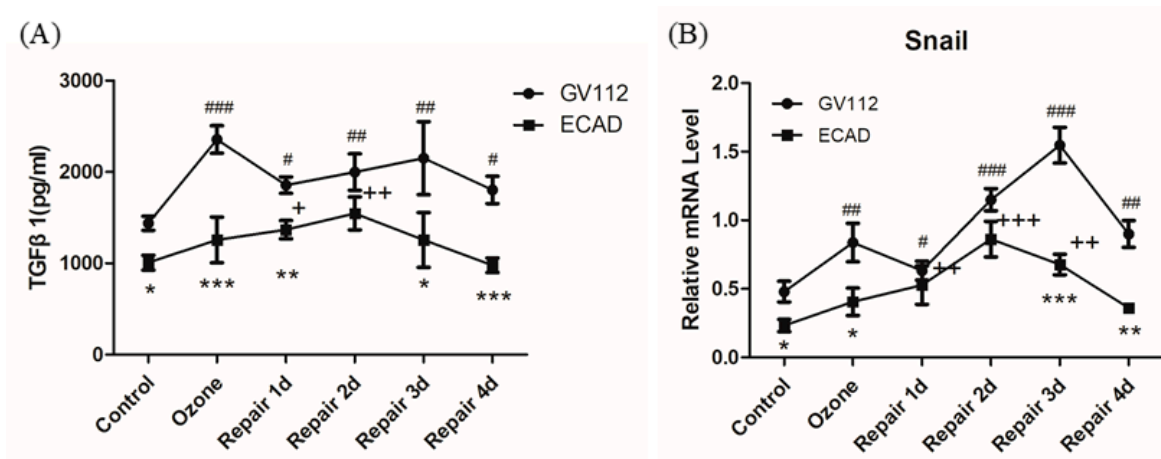 (A)
TGFβ 1(pg/ml)
3000
2000
1000
0
###
#
##
##
#
+
++
*
***
**
*
***
GV112
ECAD
Control
Ozone
Repair 1d
Repair 2d
Repair 3d
Repair 4d
(B)
Snail
Relative mRNA Level
2.0
1.5
1.0
0.5
0.0
GV112
ECAD
##
#
###
###
##
++
+++
++
*
*
***
**
Control
Ozone
Repair 1d
Repair 2d
Repair 3d
Repair 4d